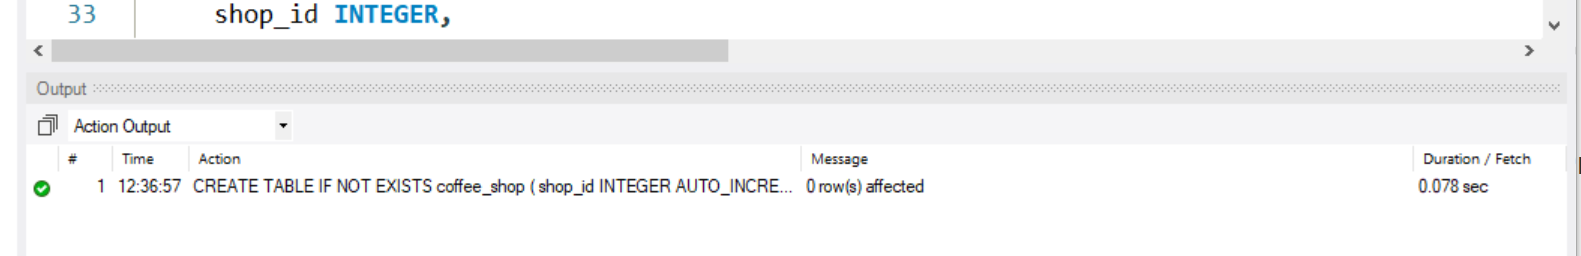 33 shop_id INTEGER,
Output
Action Output
# Time Action Message Duration / Fetch
1 12:36:57 CREATE TABLE IF NOT EXISTS coffee_shop ( shop_id INTEGER AUTO_INCRE... 0 row(s) affected 0.078 sec